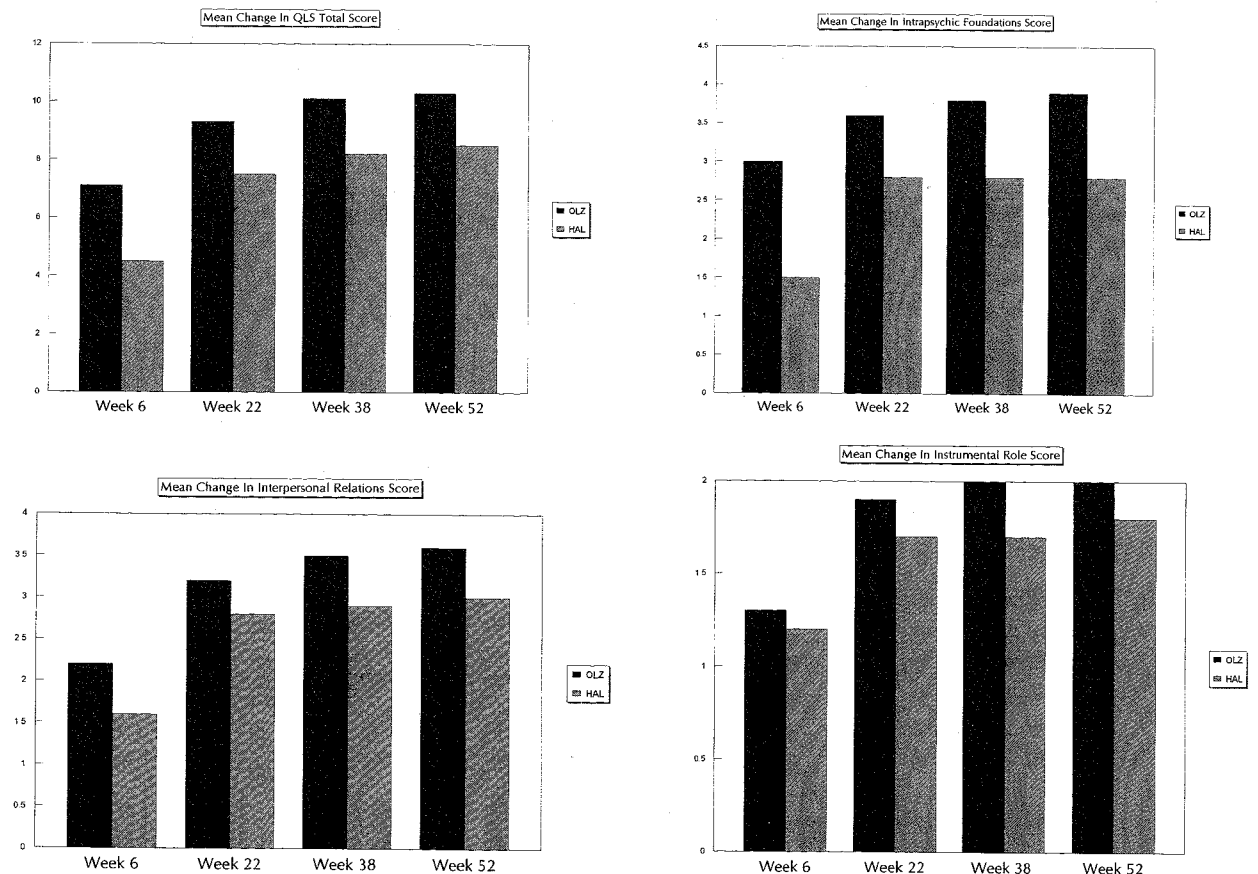 Mean Change In QLS Total Score
12
10
8
6
4
2
0
Week 6 Week 22 Week 38 Week 52
OLZ
HAL
Mean Change In Intrapsychic Foundations Score
4.5
4
3.5
3
2.5
2
1.5
1
0.5
0
Week 6 Week 22 Week 38 Week 52
OLZ
HAL
Mean Change In Interpersonal Relations Score
4
3 5
3
2.5
2
1.5
1
0.5
0
Week 6 Week 22 Week 38 Week 52
OLZ
HAL
Mean Change In Instrumental Role Score
2
1.5
1
0.5
0
Week 6 Week 22 Week 38 Week 52
OLZ
HAL